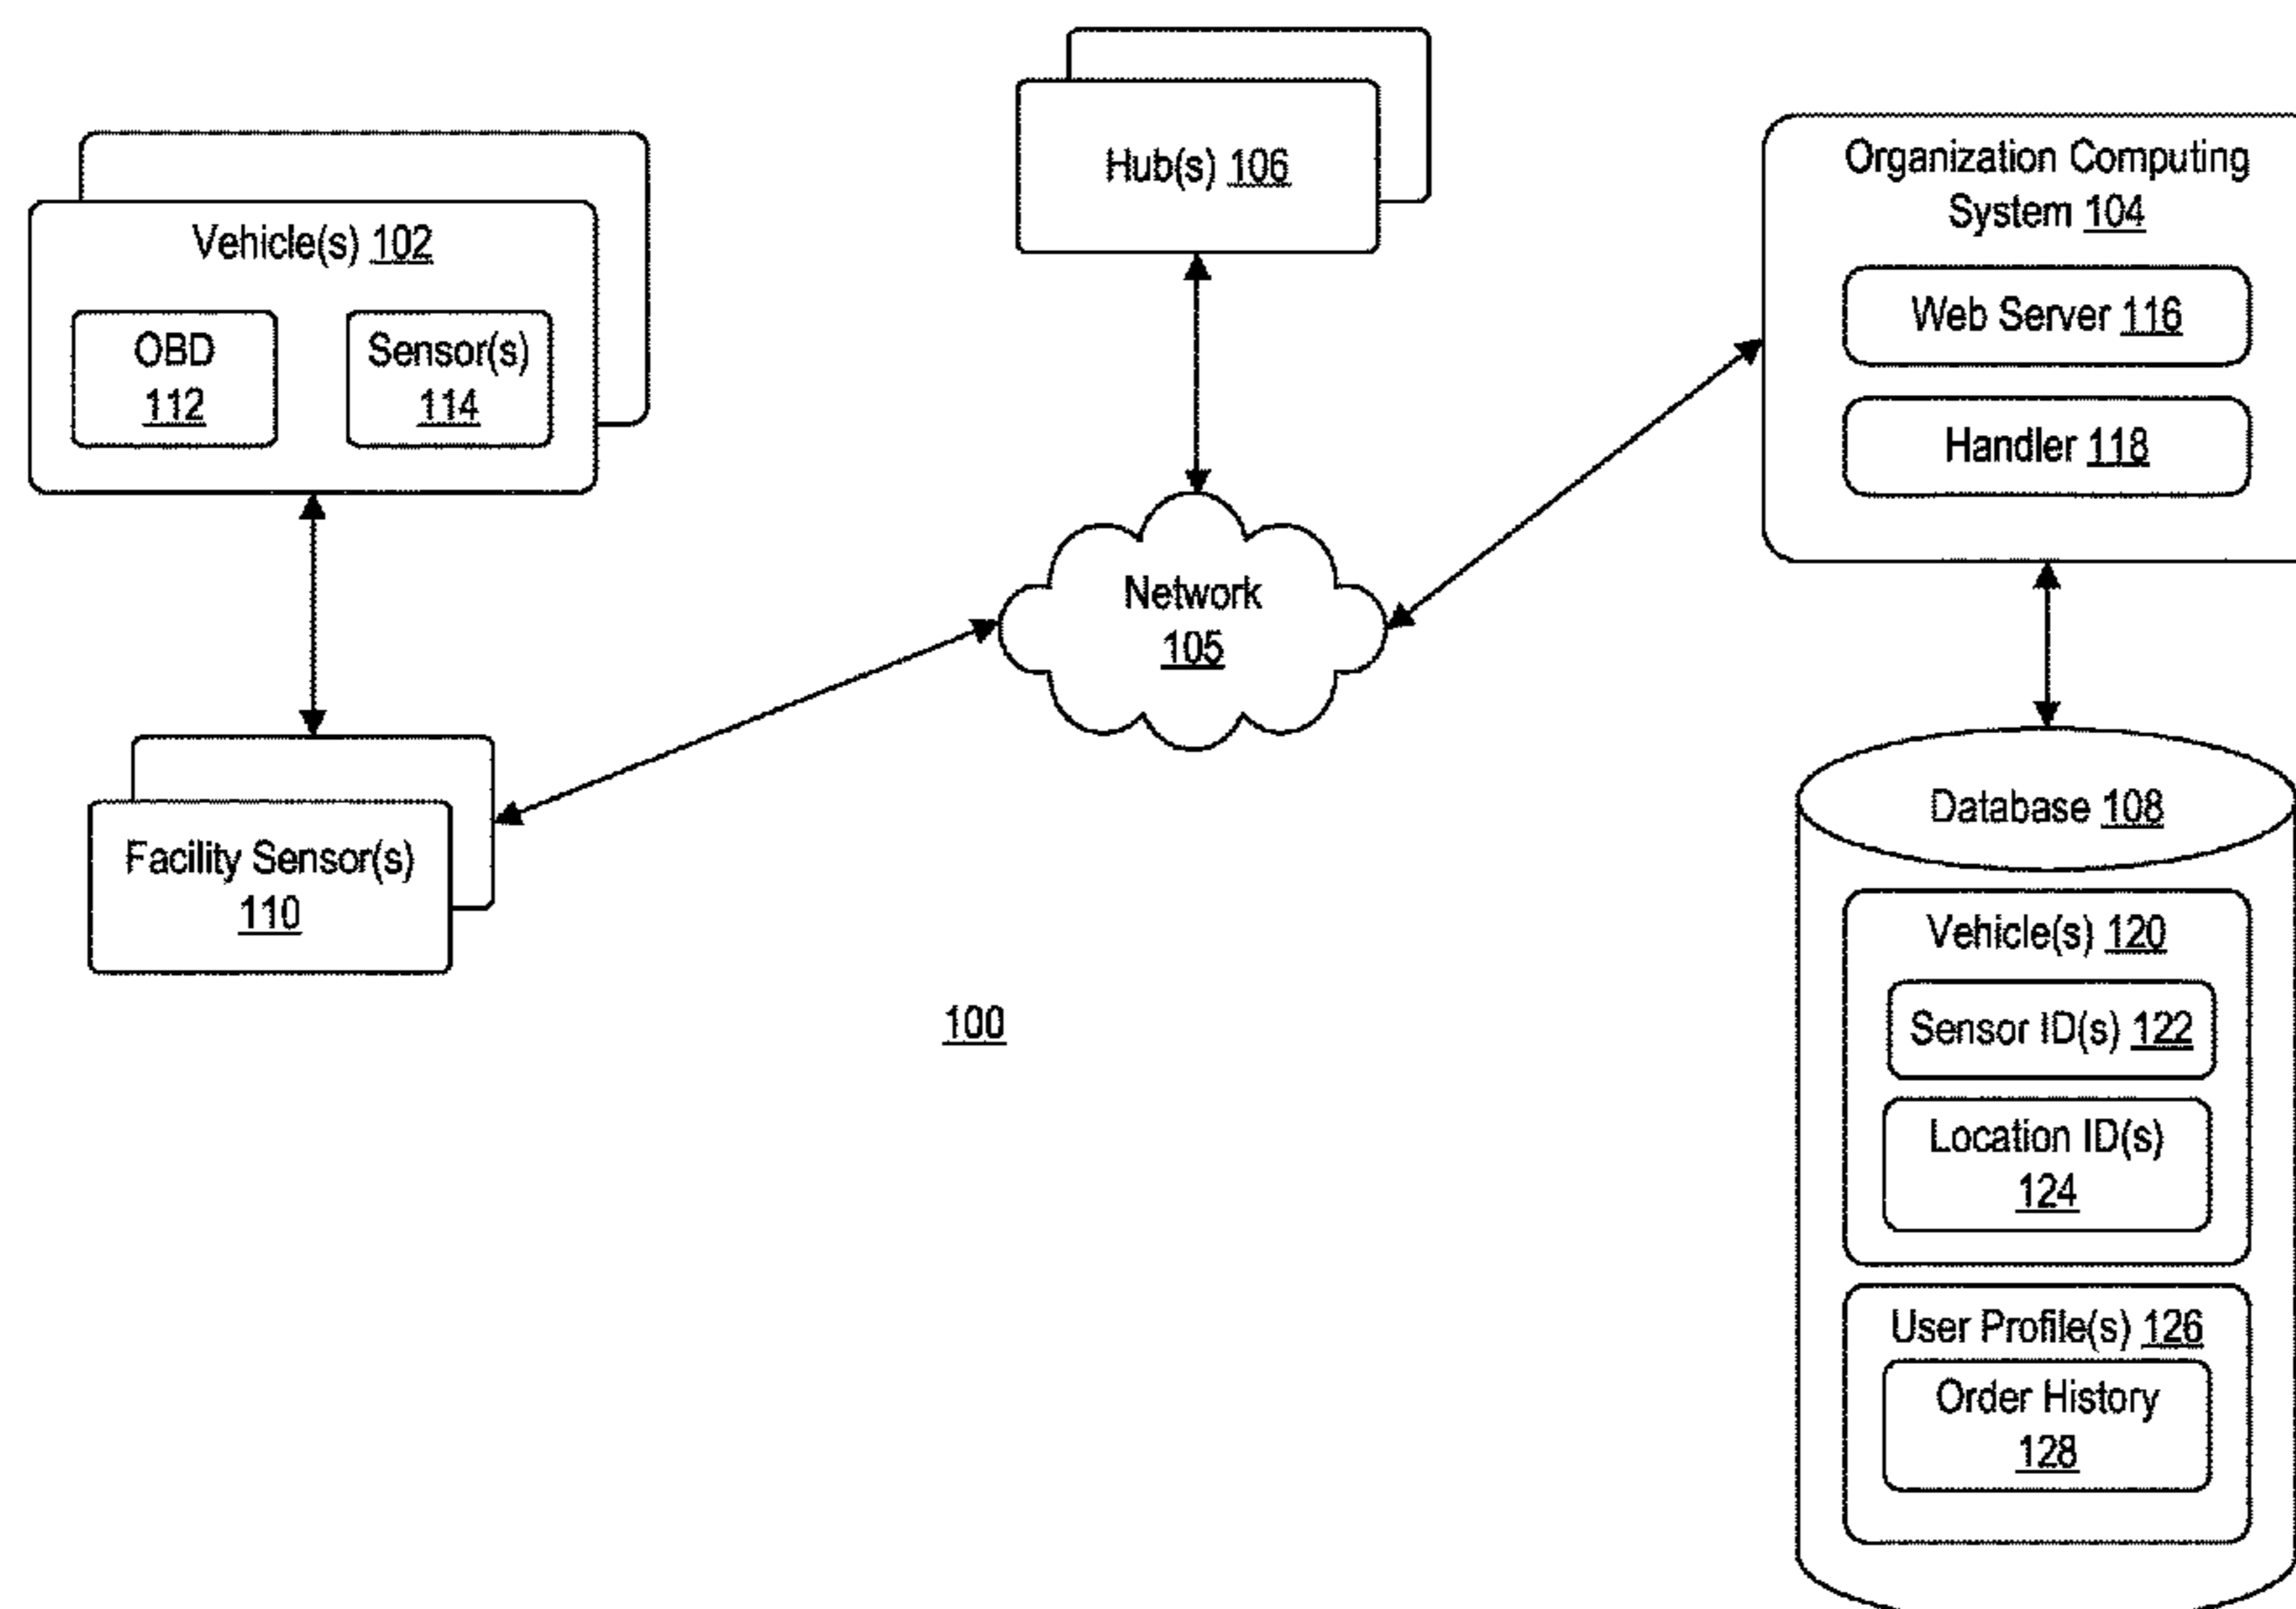 Hub(s) 106
Vehicle(s) 102
OBD
112
Sensor(s)
114
Organization Computing
System 104
Web Server 116
Handler 118
Network
105
Facility Sensor(s)
110
Database 108
Vehicle(s) 120
Sensor ID(s) 122
Location ID(s)
124
User Profile(s) 126
Order History
128
100